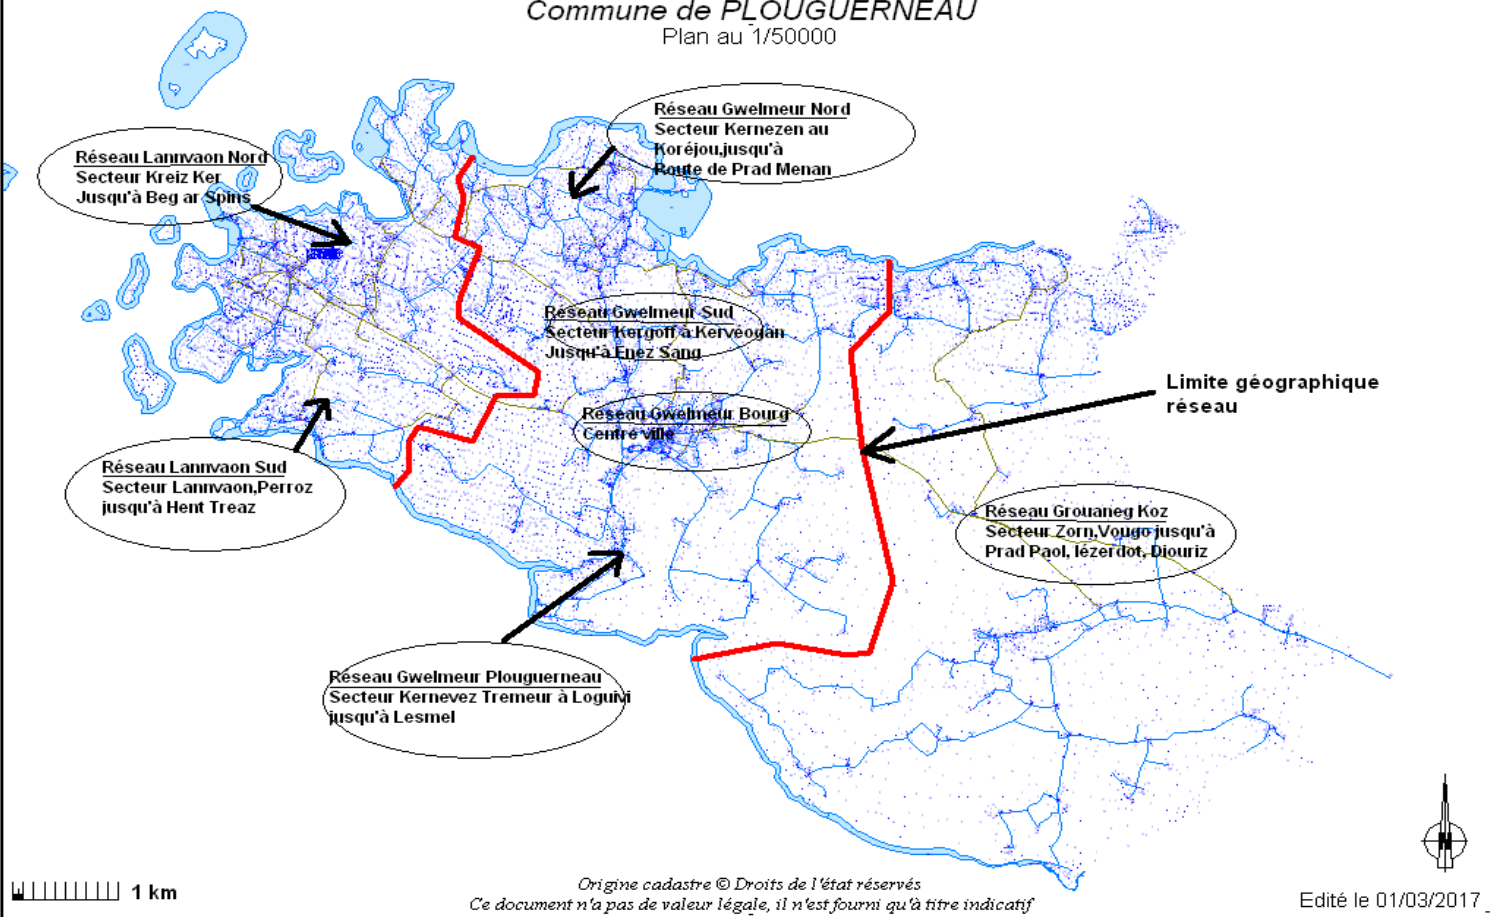 Commune de PLOUGUERNEAU
Plan au 1/50000
Réseau Gwelmeur Nord
Secteur Kernezen au
Koréjou,jusqu'à
Route de Prad Menan
Réseau Lannvaon Nord
Secteur Kreiz Ker
Jusqu'à Beg ar Spins
Réseau Gwelmeur Sud
Secteur Kergoff à Kerveogan
Jusqu'à Enez Sang
Limite géographique
réseau
Réseau Gwelmeur Bourg
Centre ville
Réseau Lannvaon Sud
Secteur Lannvaon,Perroz
jusqu'à Hent Treaz
Réseau Grouaneg Koz
Secteur Zorn,Vougo jusqu'à
Prad Paol, lézerdot, Diouriz
Réseau Gwelmeur Plouguerneau
Secteur Kernevez Tremeur à Loguivi
jusqu'à Lesmel
N
1 km
Origine cadastre © Droits de l'état réservés
Ce document n'a pas de valeur légale, il n'est fourni qu'à titre indicatif
Edité le 01/03/2017